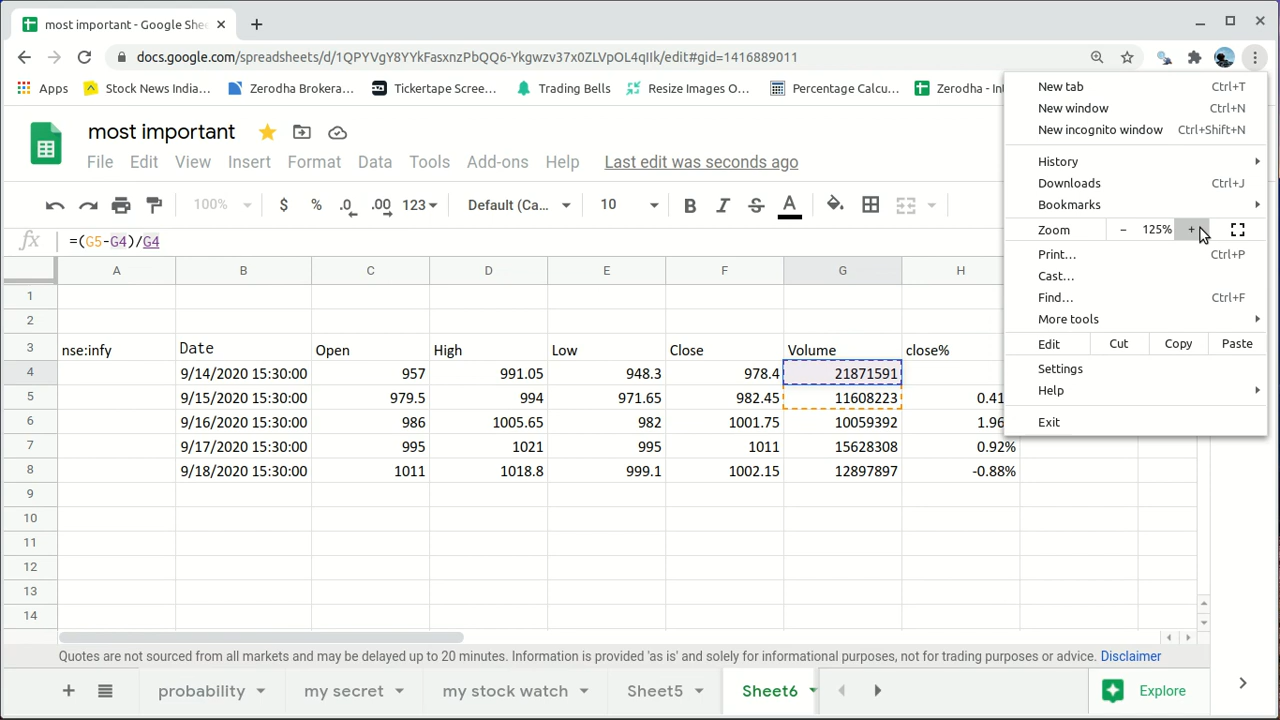 most important - Google Shee
docs.google.com/spreadsheets/d/1QPYVgY8YYkFasxnzPbQQ6-Ykgwzv37x0ZLVpOL4qIIk/edit#gid=1416889011
Apps Stock News India... Zerodha Brokera... Tickertape Scree... Trading Bells Resize Images O... Percentage Calcu... Zerodha - In
most important
File Edit View Insert Format Data Tools Add-ons Help Last edit was seconds ago
100% $ % .0 .00 123 Default (Ca... 10 B I S A
fx =(G5-G4)/G4
A B C D E F G H
1
2
3 nse:infy Date Open High Low Close Volume close%
4 9/14/2020 15:30:00 957 991.05 948.3 978.4 21871591
5 9/15/2020 15:30:00 979.5 994 971.65 982.45 11608223 0.41
6 9/16/2020 15:30:00 986 1005.65 982 1001.75 10059392 1.96
7 9/17/2020 15:30:00 995 1021 995 1011 15628308 0.92%
8 9/18/2020 15:30:00 1011 1018.8 999.1 1002.15 12897897 -0.88%
9
10
11
12
13
14
New tab Ctrl+T
New window Ctrl+N
New incognito window Ctrl+Shift+N
History
Downloads Ctrl+J
Bookmarks
Zoom - 125% +
Print... Ctrl+P
Cast...
Find... Ctrl+F
More tools
Edit Cut Copy Paste
Settings
Help
Exit
Quotes are not sourced from all markets and may be delayed up to 20 minutes. Information is provided 'as is' and solely for informational purposes, not for trading purposes or advice. Disclaimer
probability my secret my stock watch Sheet5 Sheet6 Explore